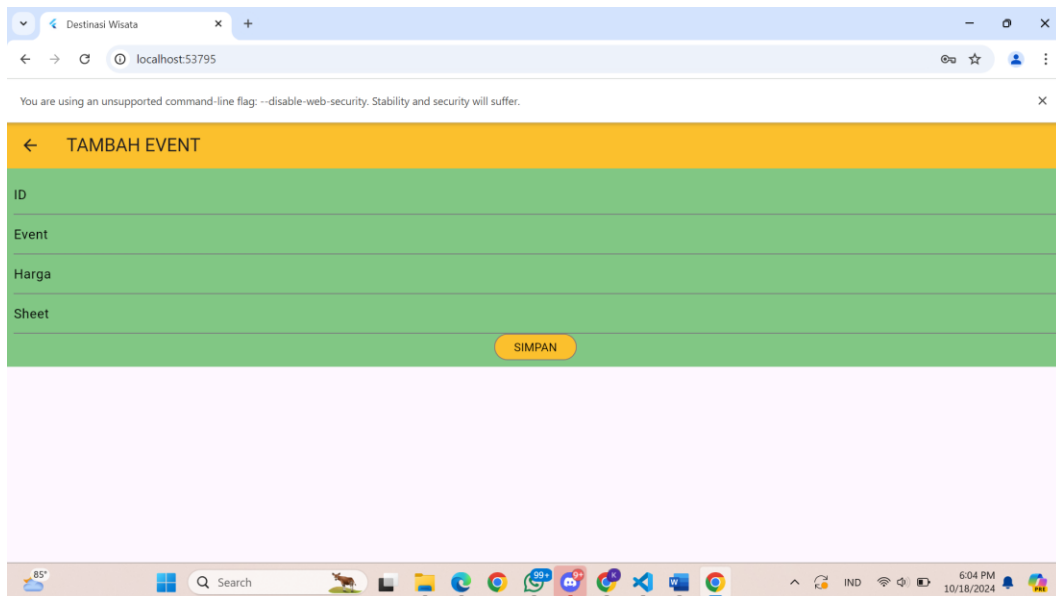 Destinasi Wisata
localhost:53795
You are using an unsupported command-line flag: --disable-web-security. Stability and security will suffer.
TAMBAH EVENT
ID
Event
Harga
Sheet
SIMPAN
85°
Search
99+
9+
K
W
IND
6:04 PM
10/18/2024
PRE